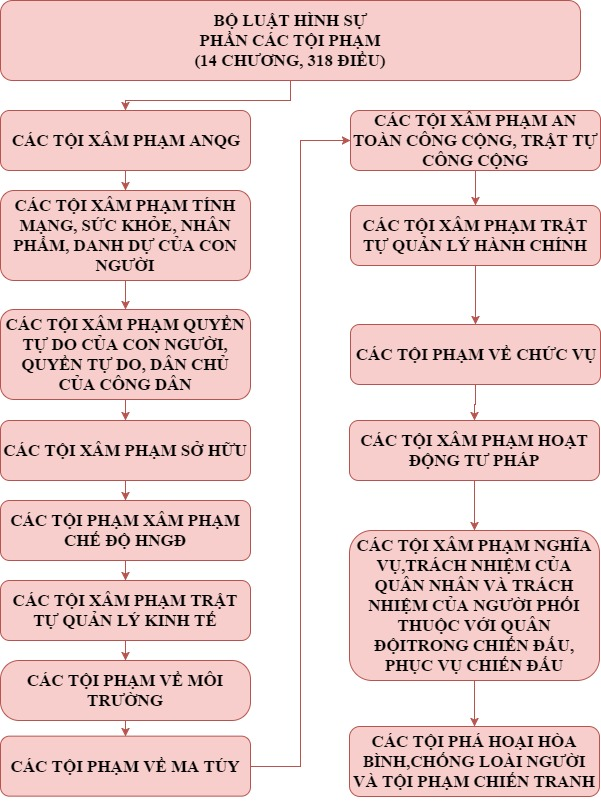 BỘ LUẬT HÌNH SỰ
PHẦN CÁC TỘI PHẠM
(14 CHƯƠNG, 318 ĐIỀU)
CÁC TỘI XÂM PHẠM ANQG
CÁC TỘI XÂM PHẠM TÍNH
MẠNG, SỨC KHỎE, NHÂN
PHẨM, DANH DỰ CỦA CON
NGƯỜI
CÁC TỘI XÂM PHẠM QUYỀN
TỰ DO CỦA CON NGƯỜI,
QUYỀN TỰ DO, DÂN CHỦ
CỦA CÔNG DÂN
CÁC TỘI XÂM PHẠM SỞ HỮU
CÁC TỘI PHẠM XÂM PHẠM
CHẾ ĐỘ HNGĐ
CÁC TỘI XÂM PHẠM TRẬT
TỰ QUẢN LÝ KINH TẾ
CÁC TỘI PHẠM VỀ MÔI
TRƯỜNG
CÁC TỘI PHẠM VỀ MA TÚY
CÁC TỘI XÂM PHẠM AN
TOÀN CÔNG CỘNG, TRẬT TỰ
CÔNG CỘNG
CÁC TỘI XÂM PHẠM TRẬT
TỰ QUẢN LÝ HÀNH CHÍNH
CÁC TỘI PHẠM VỀ CHỨC VỤ
CÁC TỘI XÂM PHẠM HOẠT
ĐỘNG TƯ PHÁP
CÁC TỘI XÂM PHẠM NGHĨA
VỤ,TRÁCH NHIỆM CỦA
QUÂN NHÂN VÀ TRÁCH
NHIỆM CỦA NGƯỜI PHỐI
THUỘC VỚI QUÂN
ĐỘITRONG CHIẾN ĐẤU,
PHỤC VỤ CHIẾN ĐẤU
CÁC TỘI PHÁ HOẠI HÒA
BÌNH,CHỐNG LOÀI NGƯỜI
VÀ TỘI PHẠM CHIẾN TRANH